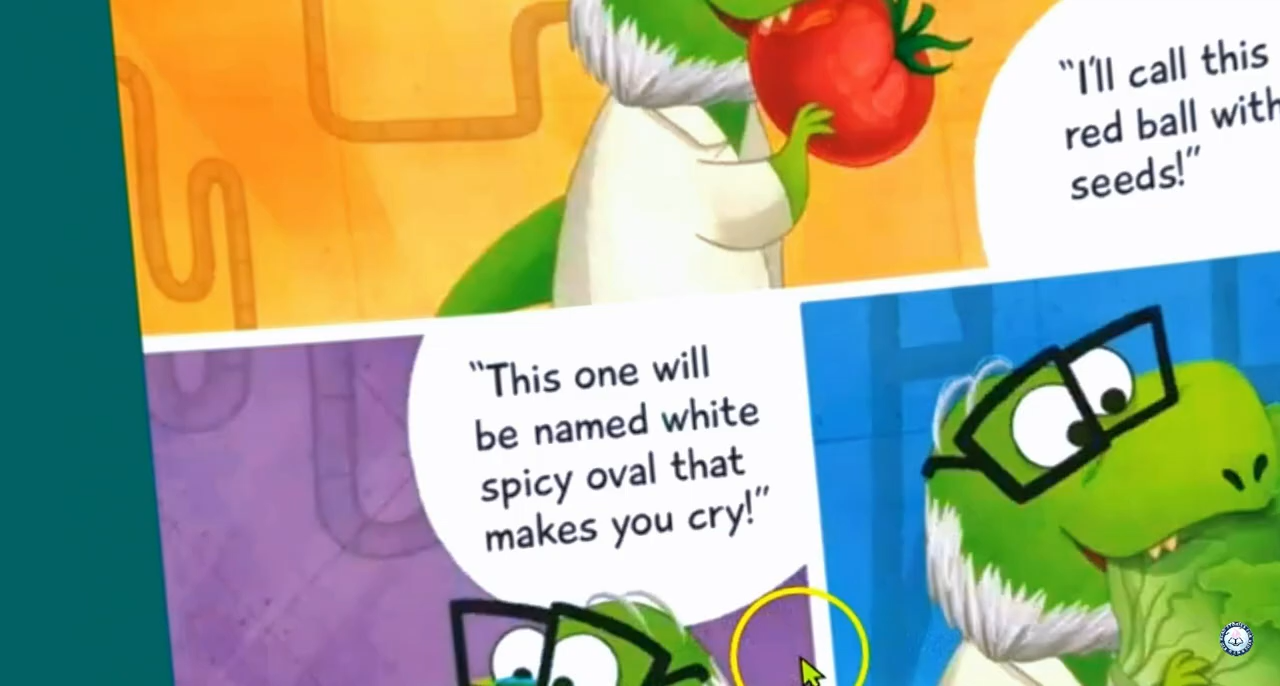 “I’ll call this
red ball with
seeds!”
“This one will
be named white
spicy oval that
makes you cry!”